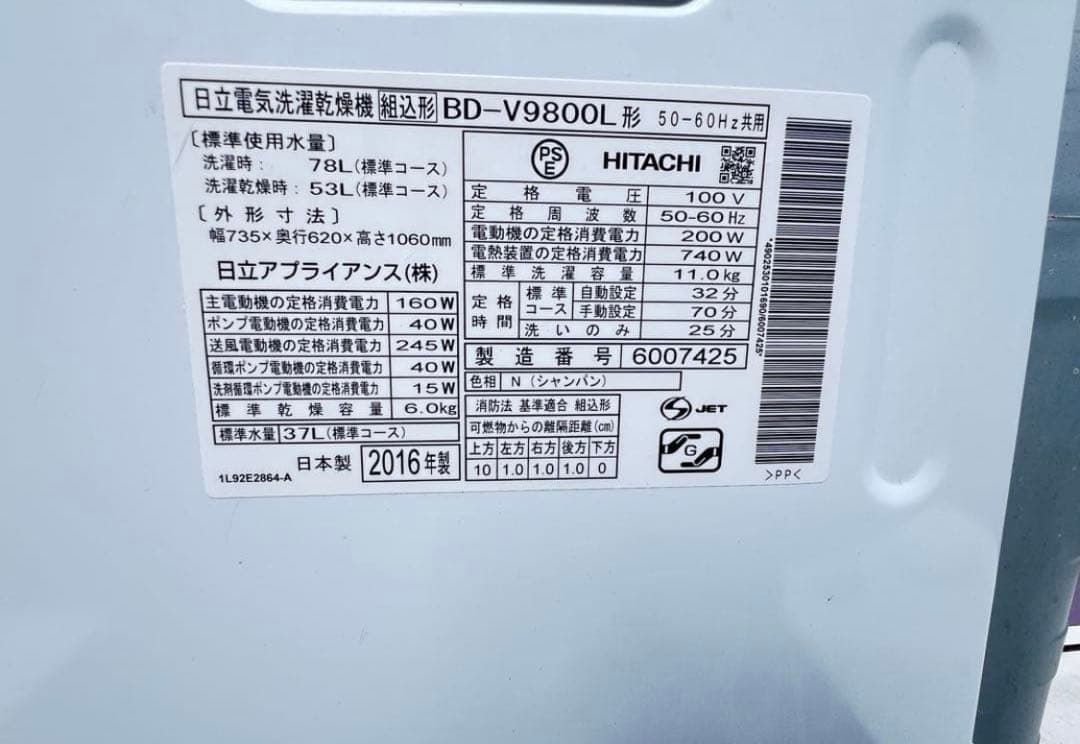 日立電気洗濯乾燥機 組込形 BD-V9800L形 50-60Hz共用
〔標準使用水量〕
洗濯時: 78L(標準コース)
洗濯乾燥時: 53L(標準コース)
〔外形寸法〕
幅735×奥行620×高さ1060mm
日立アプライアンス(株)
主電動機の定格消費電力 160W
ポンプ電動機の定格消費電力 40W
送風電動機の定格消費電力 245W
循環ポンプ電動機の定格消費電力 40W
洗剤循環ポンプ電動機の定格消費電力 15W
標準乾燥容量 6.0kg
標準水量 37L(標準コース)
日本製 2016年製
1L92E2864-A
PSE HITACHI
定格電圧 100V
定格周波数 50-60Hz
電動機の定格消費電力 200W
電熱装置の定格消費電力 740W
標準洗濯容量 11.0kg
定格時間 標準コース 自動設定 32分
手動設定 70分
洗いのみ 25分
製造番号 6007425
色相 N(シャンパン)
消防法 基準適合 組込形
可燃物からの離隔距離(cm)
上方 左方 右方 後方 下方
10 1.0 1.0 1.0 0
S JET
G
*4902530101690/6007425*
>PP<